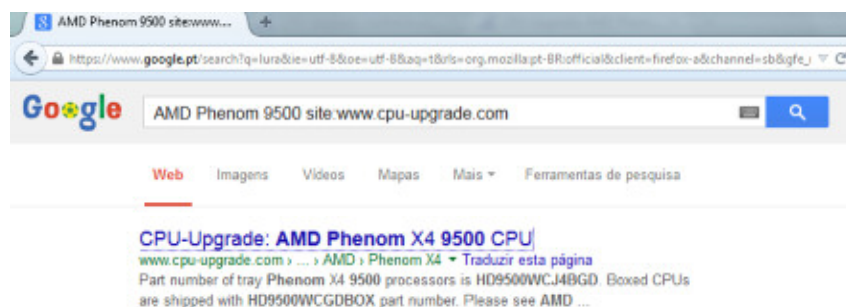 AMD Phenom 9500 site:www....
https://www.google.pt/search?q=lura&ie=utf-8&oe=utf-8&aq=t&rls=org.mozilla:pt-BR:official&client=firefox-a&channel=sb&gfe_
Google AMD Phenom 9500 site:www.cpu-upgrade.com
Web Imagens Vídeos Mapas Mais Ferramentas de pesquisa
CPU-Upgrade: AMD Phenom X4 9500 CPU
www.cpu-upgrade.com › ... › AMD › Phenom X4 Traduzir esta página
Part number of tray Phenom X4 9500 processors is HD9500WCJ4BGD. Boxed CPUs
are shipped with HD9500WCGDBOX part number. Please see AMD ...